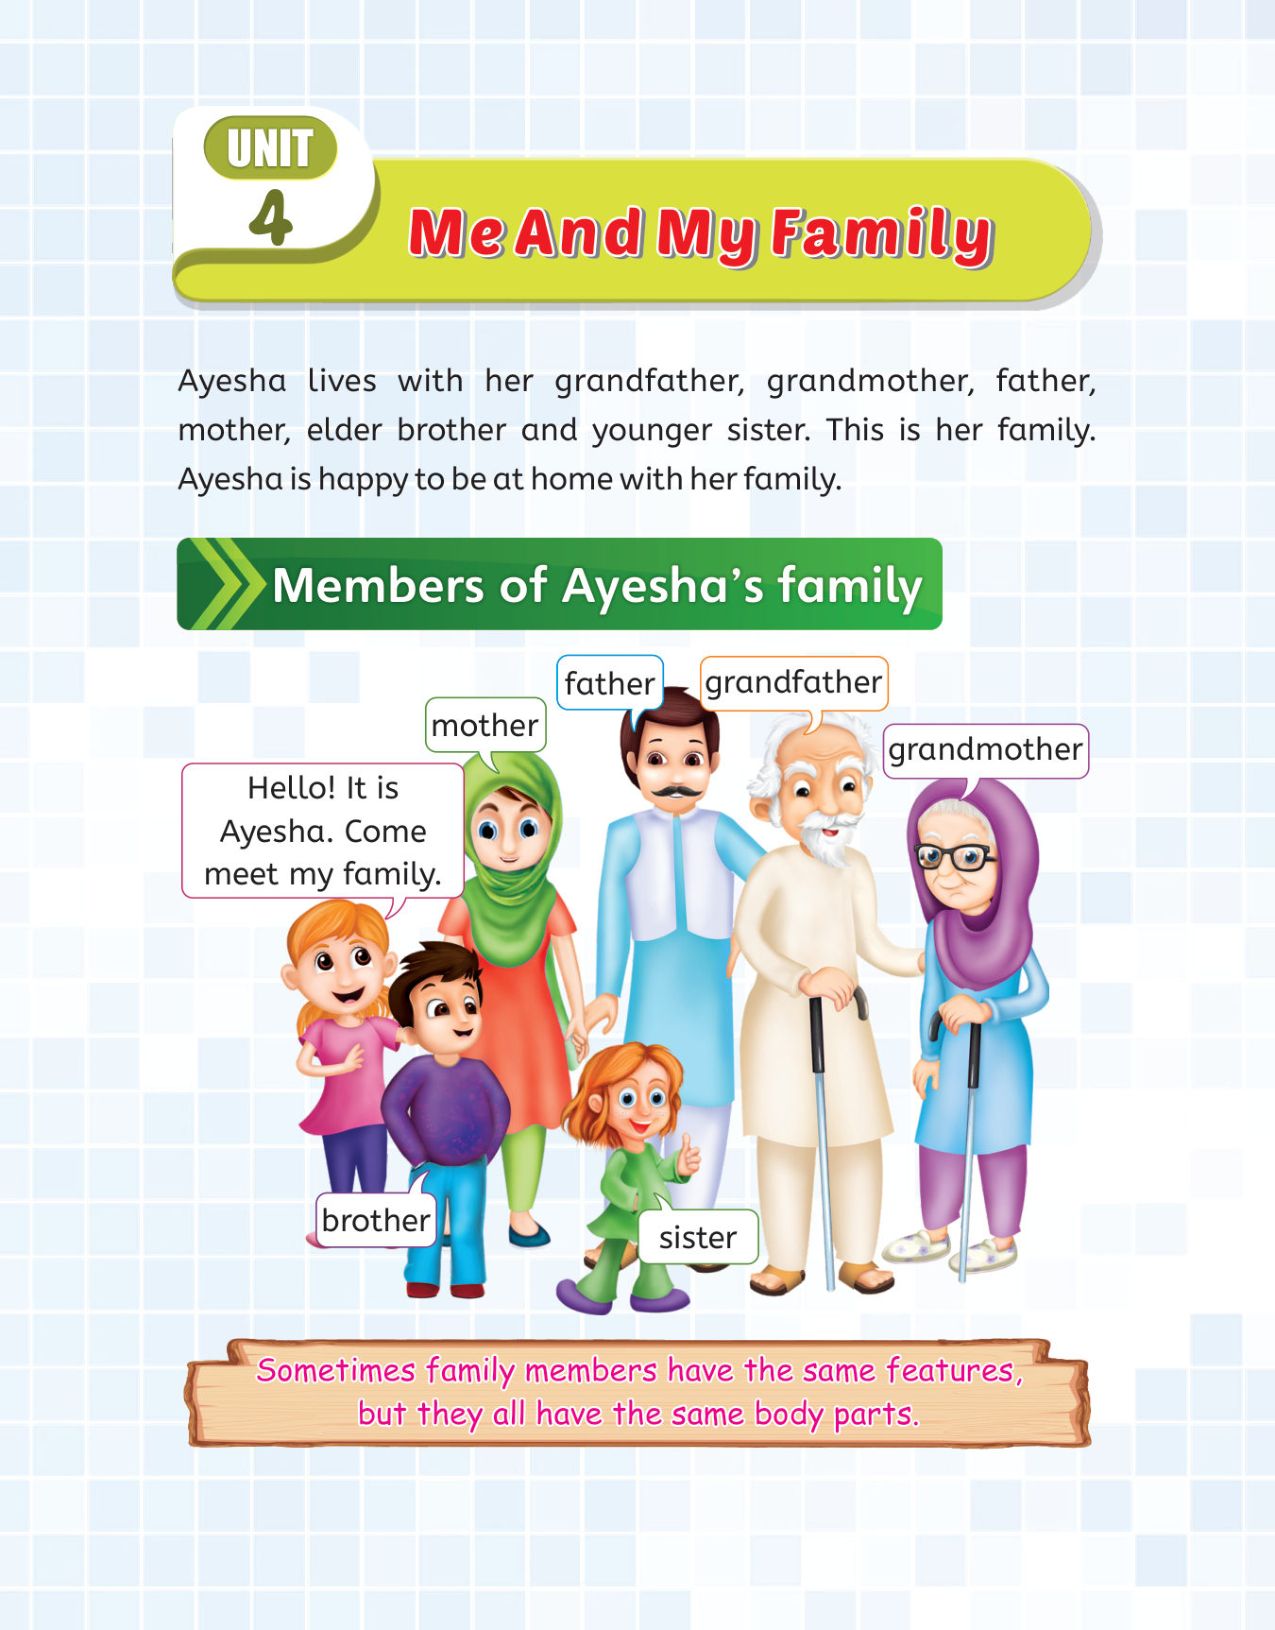 UNIT
4
Me And My Family
Ayesha lives with her grandfather, grandmother, father,
mother, elder brother and younger sister. This is her family.
Ayesha is happy to be at home with her family.
Members of Ayesha's family
father
grandfather
mother
grandmother
Hello! It is
Ayesha. Come
meet my family.
brother
sister
Sometimes family members have the same features,
but they all have the same body parts.